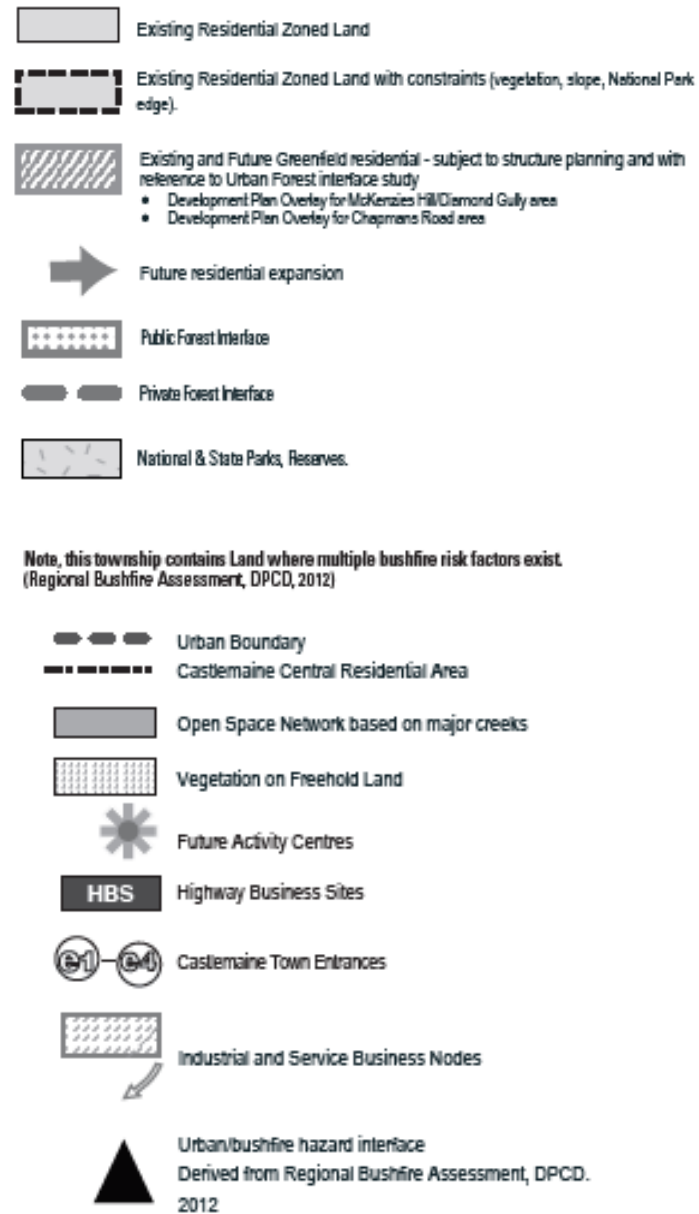 Existing Residential Zoned Land
Existing Residential Zoned Land with constraints (vegetation, slope, National Park
edge).
Existing and Future Greenfield residential - subject to structure planning and with
reference to Urban Forest interface study
• Development Plan Overlay for McKenzies Hill/Diamond Gully area
• Development Plan Overlay for Chapmans Road area
Future residential expansion
Public Forest Interface
Private Forest Interface
National & State Parks, Reserves.
Note, this township contains Land where multiple bushfire risk factors exist.
(Regional Bushfire Assessment, DPCD, 2012)
Urban Boundary
Castlemaine Central Residential Area
Open Space Network based on major creeks
Vegetation on Freehold Land
Future Activity Centres
HBS Highway Business Sites
e1-e4 Castlemaine Town Entrances
Industrial and Service Business Nodes
Urban/bushfire hazard interface
Derived from Regional Bushfire Assessment, DPCD.
2012